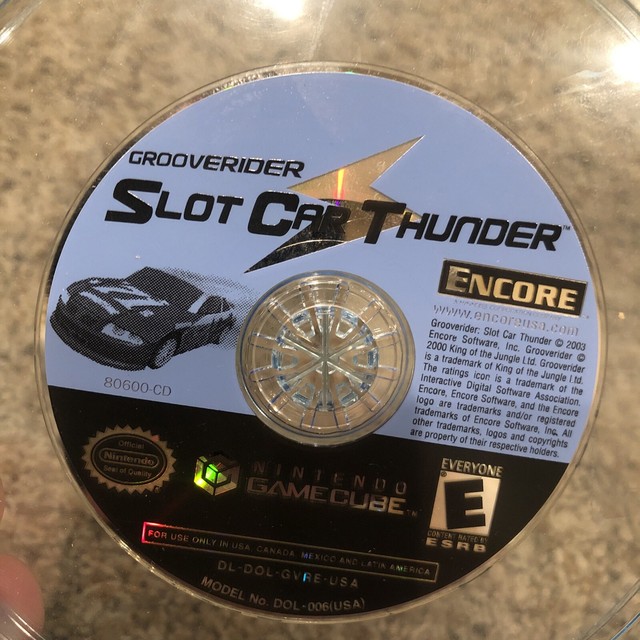 GROOVERIDER
SLOT CAR THUNDER™
ENCORE
www.encoreusa.com
Grooverider: Slot Car Thunder © 2003
Encore Software, Inc. Grooverider ©
2000 King of the Jungle Ltd. Grooverider
is a trademark of King of the Jungle Ltd.
The ratings icon is a trademark of the
Interactive Digital Software Association.
Encore, Encore Software, and the Encore
logo are trademarks and/or registered
trademarks of Encore Software, Inc. All
other trademarks, logos and copyrights
are property of their respective holders.
80600-CD
Official
Nintendo
Seal of Quality
NINTENDO
GAMECUBE™
EVERYONE
E
CONTENT RATED BY
ESRB
FOR USE ONLY IN USA, CANADA, MEXICO AND LATIN AMERICA
DL-DOL-GVRE-USA
MODEL No. DOL-006(USA)